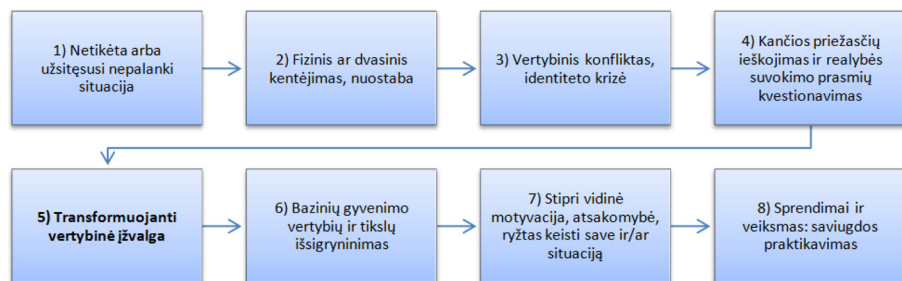 1) Netikėta arba
užsitęsusi nepalanki
situacija
2) Fizinis ar dvasinis
kentėjimas, nuostaba
3) Vertybinis konfliktas,
identiteto krizė
4) Kančios priežasčių
ieškojimas ir realybės
suvokimo prasmių
kvestionavimas
5) Transformuojanti
vertybinė įžvalga
6) Bazinių gyvenimo
vertybių ir tikslų
išsigryninimas
7) Stipri vidinė
motyvacija, atsakomybė,
ryžtas keisti save ir/ar
situaciją
8) Sprendimai ir
veiksmas: saviugdos
praktikavimas